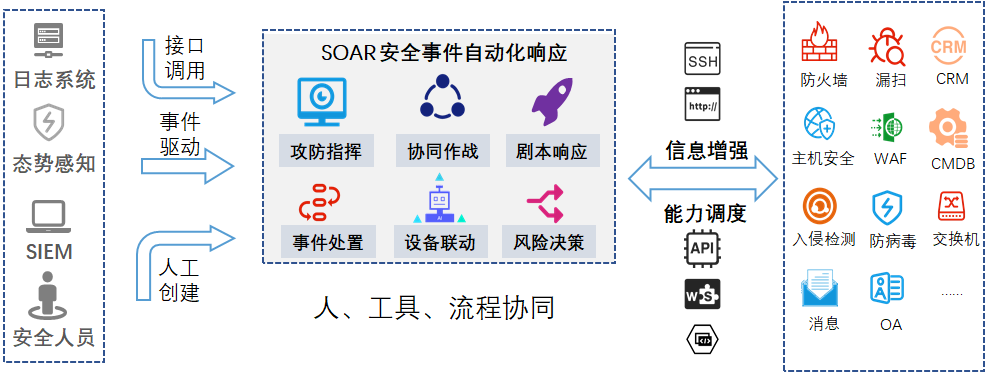 日志系统
态势感知
SIEM
安全人员
接口
调用
事件
驱动
人工
创建
SOAR安全事件自动化响应
攻防指挥
协同作战
剧本响应
AI
事件处置
设备联动
风险决策
人、工具、流程协同
SSH
http://
信息增强
能力调度
API
WS
防火墙
漏扫
CRM
CRM
主机安全
WAF
CMDB
入侵检测
防病毒
交换机
消息
OA
......